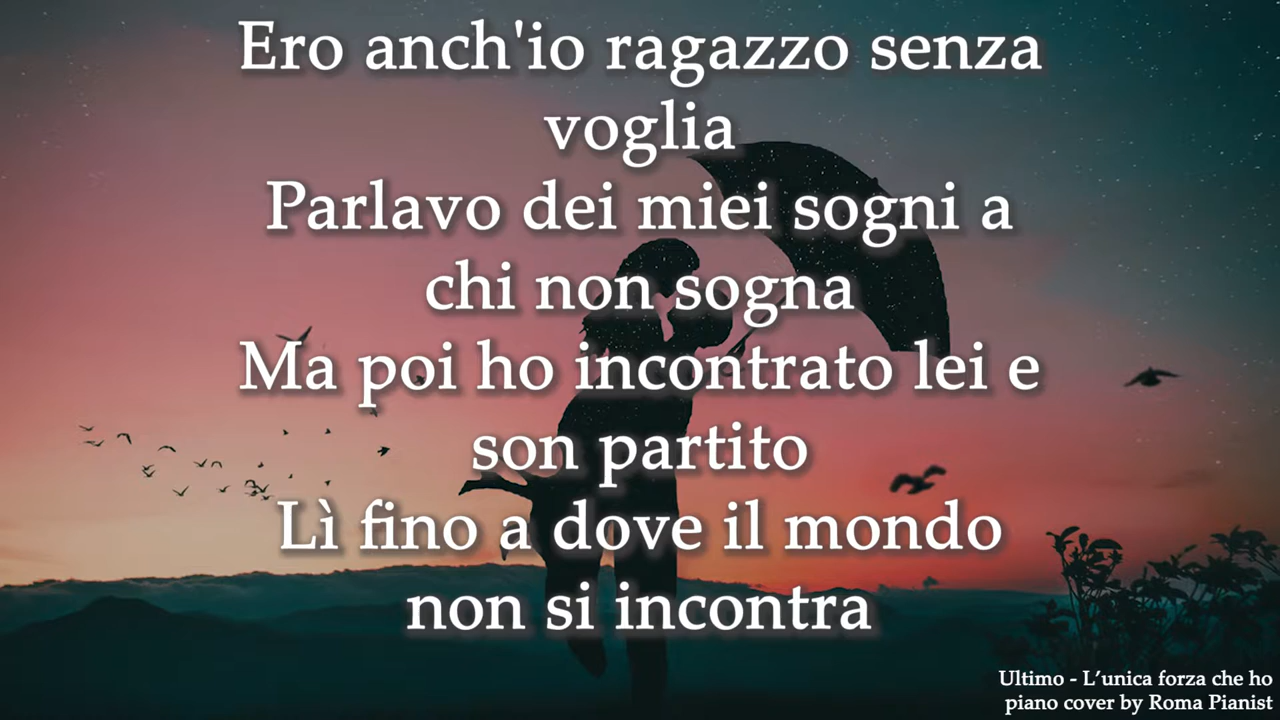 Ero anch'io ragazzo senza
voglia
Parlavo dei miei sogni a
chi non sogna
Ma poi ho incontrato lei e
son partito
Lì fino a dove il mondo
non si incontra
Ultimo - L’unica forza che ho
piano cover by Roma Pianist